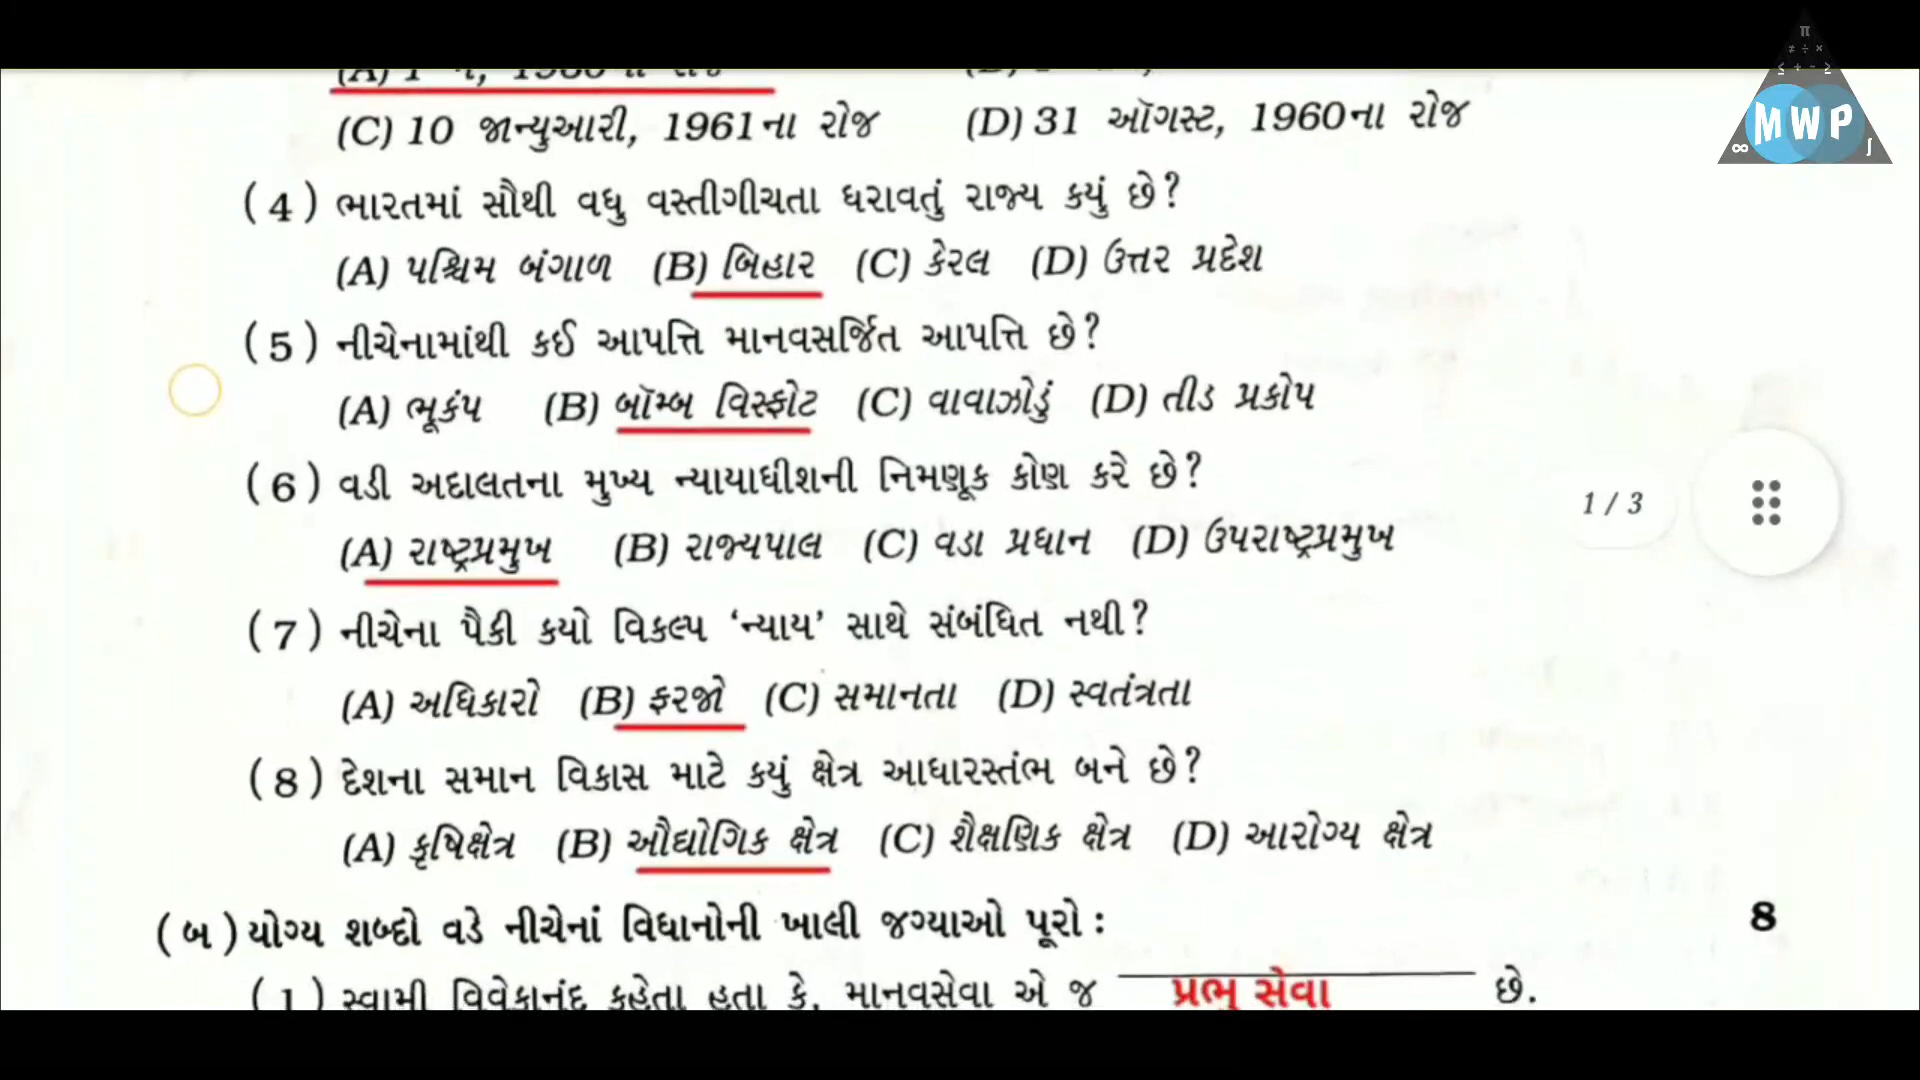 (C) 10 જાન્યુઆરી, 1961ના રોજ (D) 31 ઑગસ્ટ, 1960ના રોજ
(4) ભારતમાં સૌથી વધુ વસ્તીગીચતા ધરાવતું રાજ્ય કયું છે?
(A) પશ્ચિમ બંગાળ (B) બિહાર (C) કેરલ (D) ઉત્તર પ્રદેશ
(5) નીચેનામાંથી કઈ આપત્તિ માનવસર્જિત આપત્તિ છે?
(A) ભૂકંપ (B) બૉમ્બ વિસ્ફોટ (C) વાવાઝોડું (D) તીડ પ્રકોપ
(6) વડી અદાલતના મુખ્ય ન્યાયાધીશની નિમણૂક કોણ કરે છે?
(A) રાષ્ટ્રપ્રમુખ (B) રાજ્યપાલ (C) વડા પ્રધાન (D) ઉપરાષ્ટ્રપ્રમુખ
(7) નીચેના પૈકી કયો વિકલ્પ ‘ન્યાય’ સાથે સંબંધિત નથી?
(A) અધિકારો (B) ફરજો (C) સમાનતા (D) સ્વતંત્રતા
(8) દેશના સમાન વિકાસ માટે કયું ક્ષેત્ર આધારસ્તંભ બને છે?
(A) કૃષિક્ષેત્ર (B) ઔદ્યોગિક ક્ષેત્ર (C) શૈક્ષણિક ક્ષેત્ર (D) આરોગ્ય ક્ષેત્ર
(બ) યોગ્ય શબ્દો વડે નીચેનાં વિધાનોની ખાલી જગ્યાઓ પૂરો : 8
(1) સ્વામી વિવેકાનંદ કહેતા હતા કે, માનવસેવા એ જ પ્રભુ સેવા છે.
1 / 3
π
≠ ÷ ×
≤ + - ≥
MWP
∞ ∫